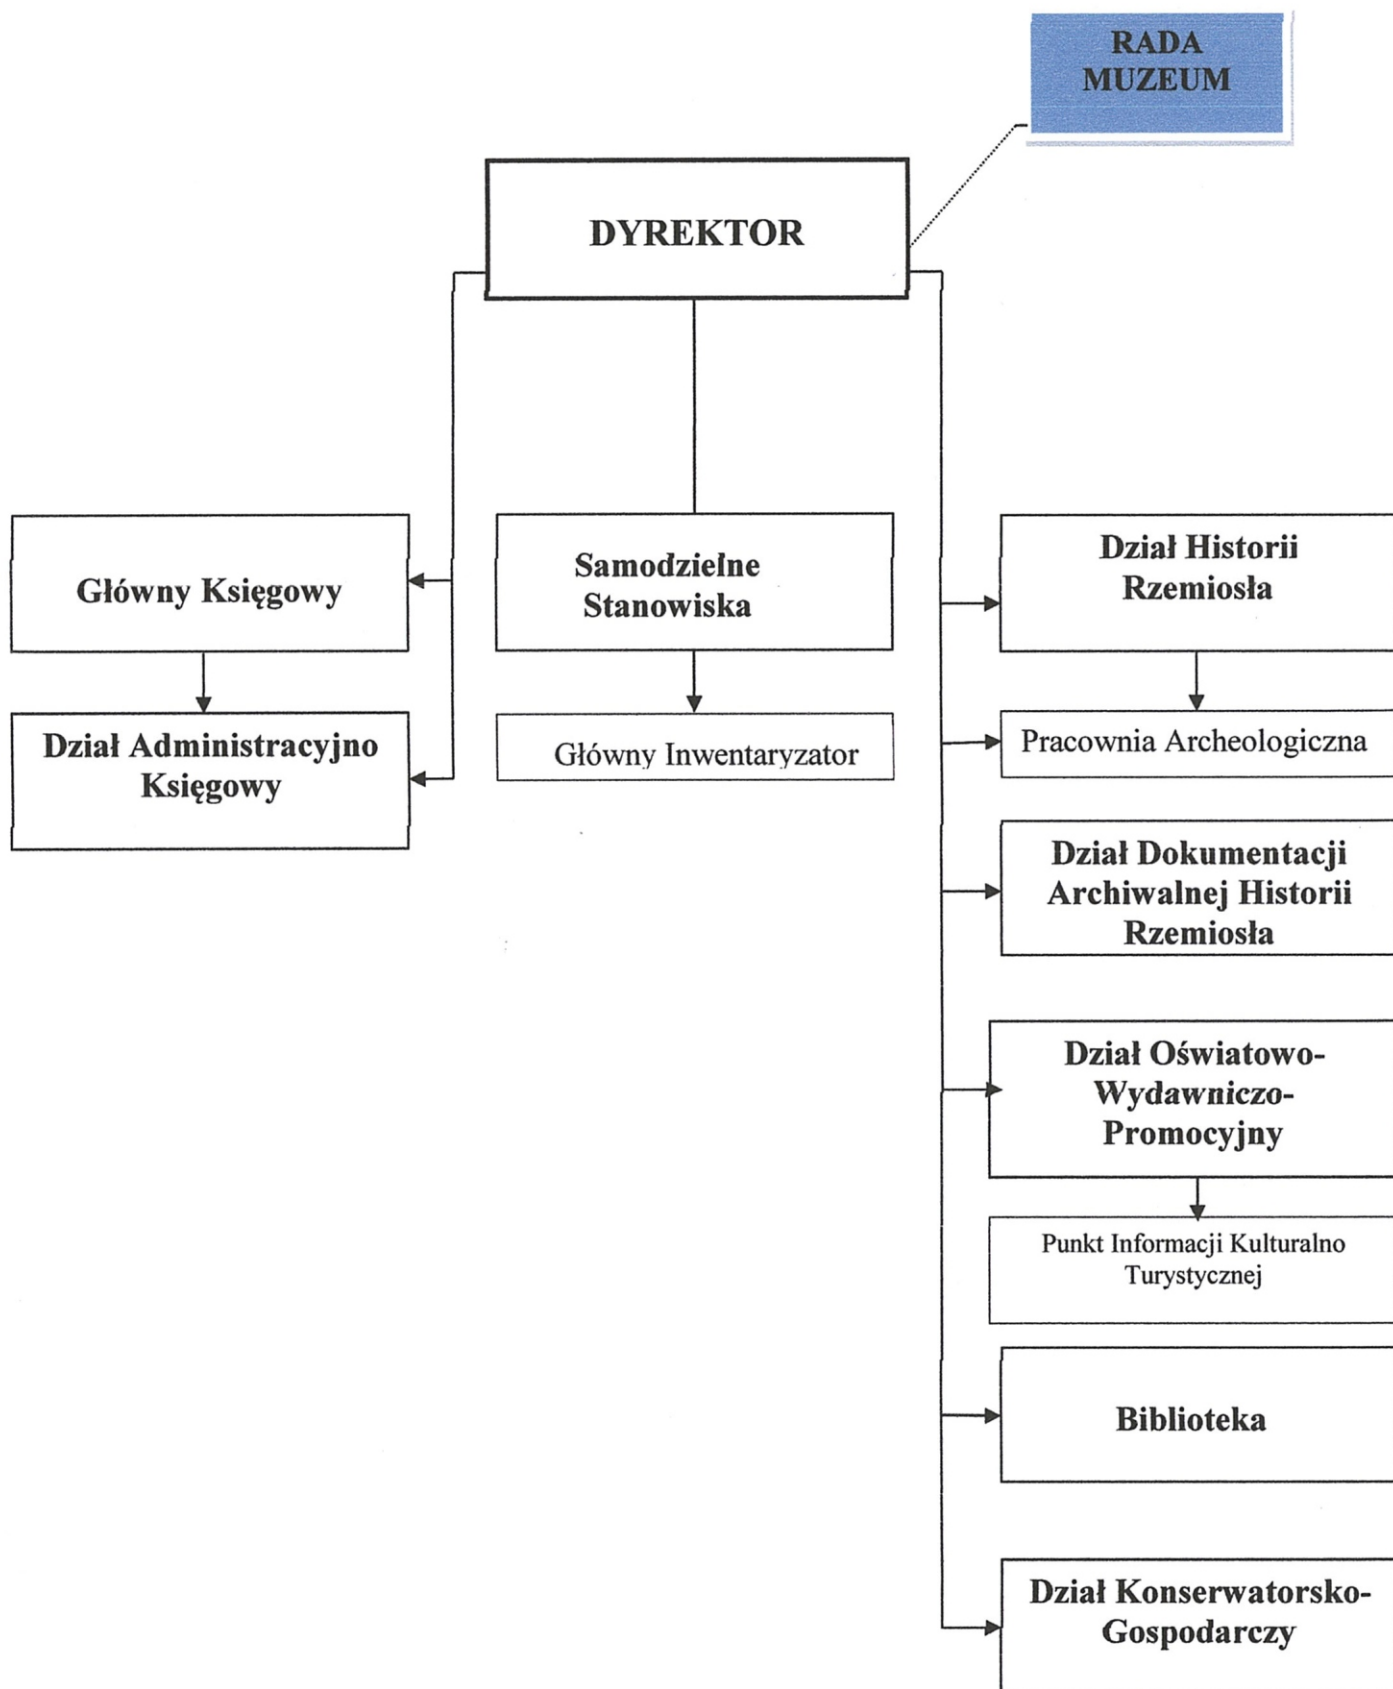 RADA
MUZEUM
DYREKTOR
Główny Księgowy
Samodzielne
Stanowiska
Dział Historii
Rzemiosła
Dział Administracyjno
Księgowy
Główny Inwentaryzator
Pracownia Archeologiczna
Dział Dokumentacji
Archiwalnej Historii
Rzemiosła
Dział Oświatowo-
Wydawniczo-
Promocyjny
Punkt Informacji Kulturalno
Turystycznej
Biblioteka
Dział Konserwatorsko-
Gospodarczy